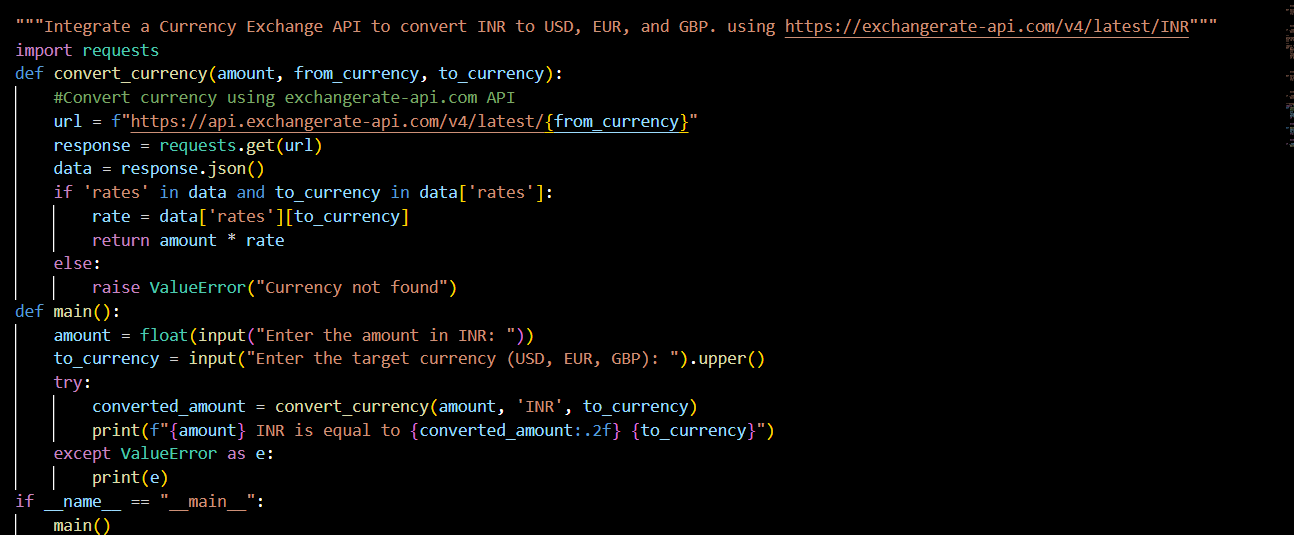 """Integrate a Currency Exchange API to convert INR to USD, EUR, and GBP. using https://exchangerate-api.com/v4/latest/INR"""
import requests
def convert_currency(amount, from_currency, to_currency):
    #Convert currency using exchangerate-api.com API
    url = f"https://api.exchangerate-api.com/v4/latest/{from_currency}"
    response = requests.get(url)
    data = response.json()
    if 'rates' in data and to_currency in data['rates']:
        rate = data['rates'][to_currency]
        return amount * rate
    else:
        raise ValueError("Currency not found")
def main():
    amount = float(input("Enter the amount in INR: "))
    to_currency = input("Enter the target currency (USD, EUR, GBP): ").upper()
    try:
        converted_amount = convert_currency(amount, 'INR', to_currency)
        print(f"{amount} INR is equal to {converted_amount:.2f} {to_currency}")
    except ValueError as e:
        print(e)
if __name__ == "__main__":
    main()